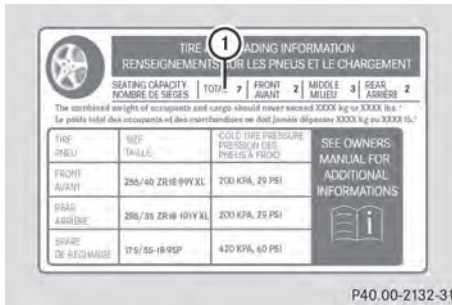 1
TIRE ADING INFORMATION
RENSEIGNEMENTS SUR LES PNEUS ET LE CHARGEMENT
SEATING CAPACITY
NOMBRE DE SIÈGES
TOTAL 7
FRONT
AVANT 2
MIDDLE
MILIEU 3
REAR
ARRIÈRE 2
The combined weight of occupants and cargo should never exceed XXXX kg or XXXX lbs.
Le poids total des occupants et des marchandises ne doit jamais dépasser XXXX kg ou XXXX lb.
TIRE
PNEU
SIZE
TAILLE
COLD TIRE PRESSURE
PRESSION DES
PNEUS À FROID
SEE OWNERS
MANUAL FOR
ADDITIONAL
INFORMATIONS
i
FRONT
AVANT
255/40 ZR18 99Y XL
200 KPA, 29 PSI
REAR
ARRIÈRE
285/35 ZR18 101Y XL
200 KPA, 29 PSI
SPARE
DE RECHANGE
175/55-18 95P
420 KPA, 60 PSI
P40.00-2132-31